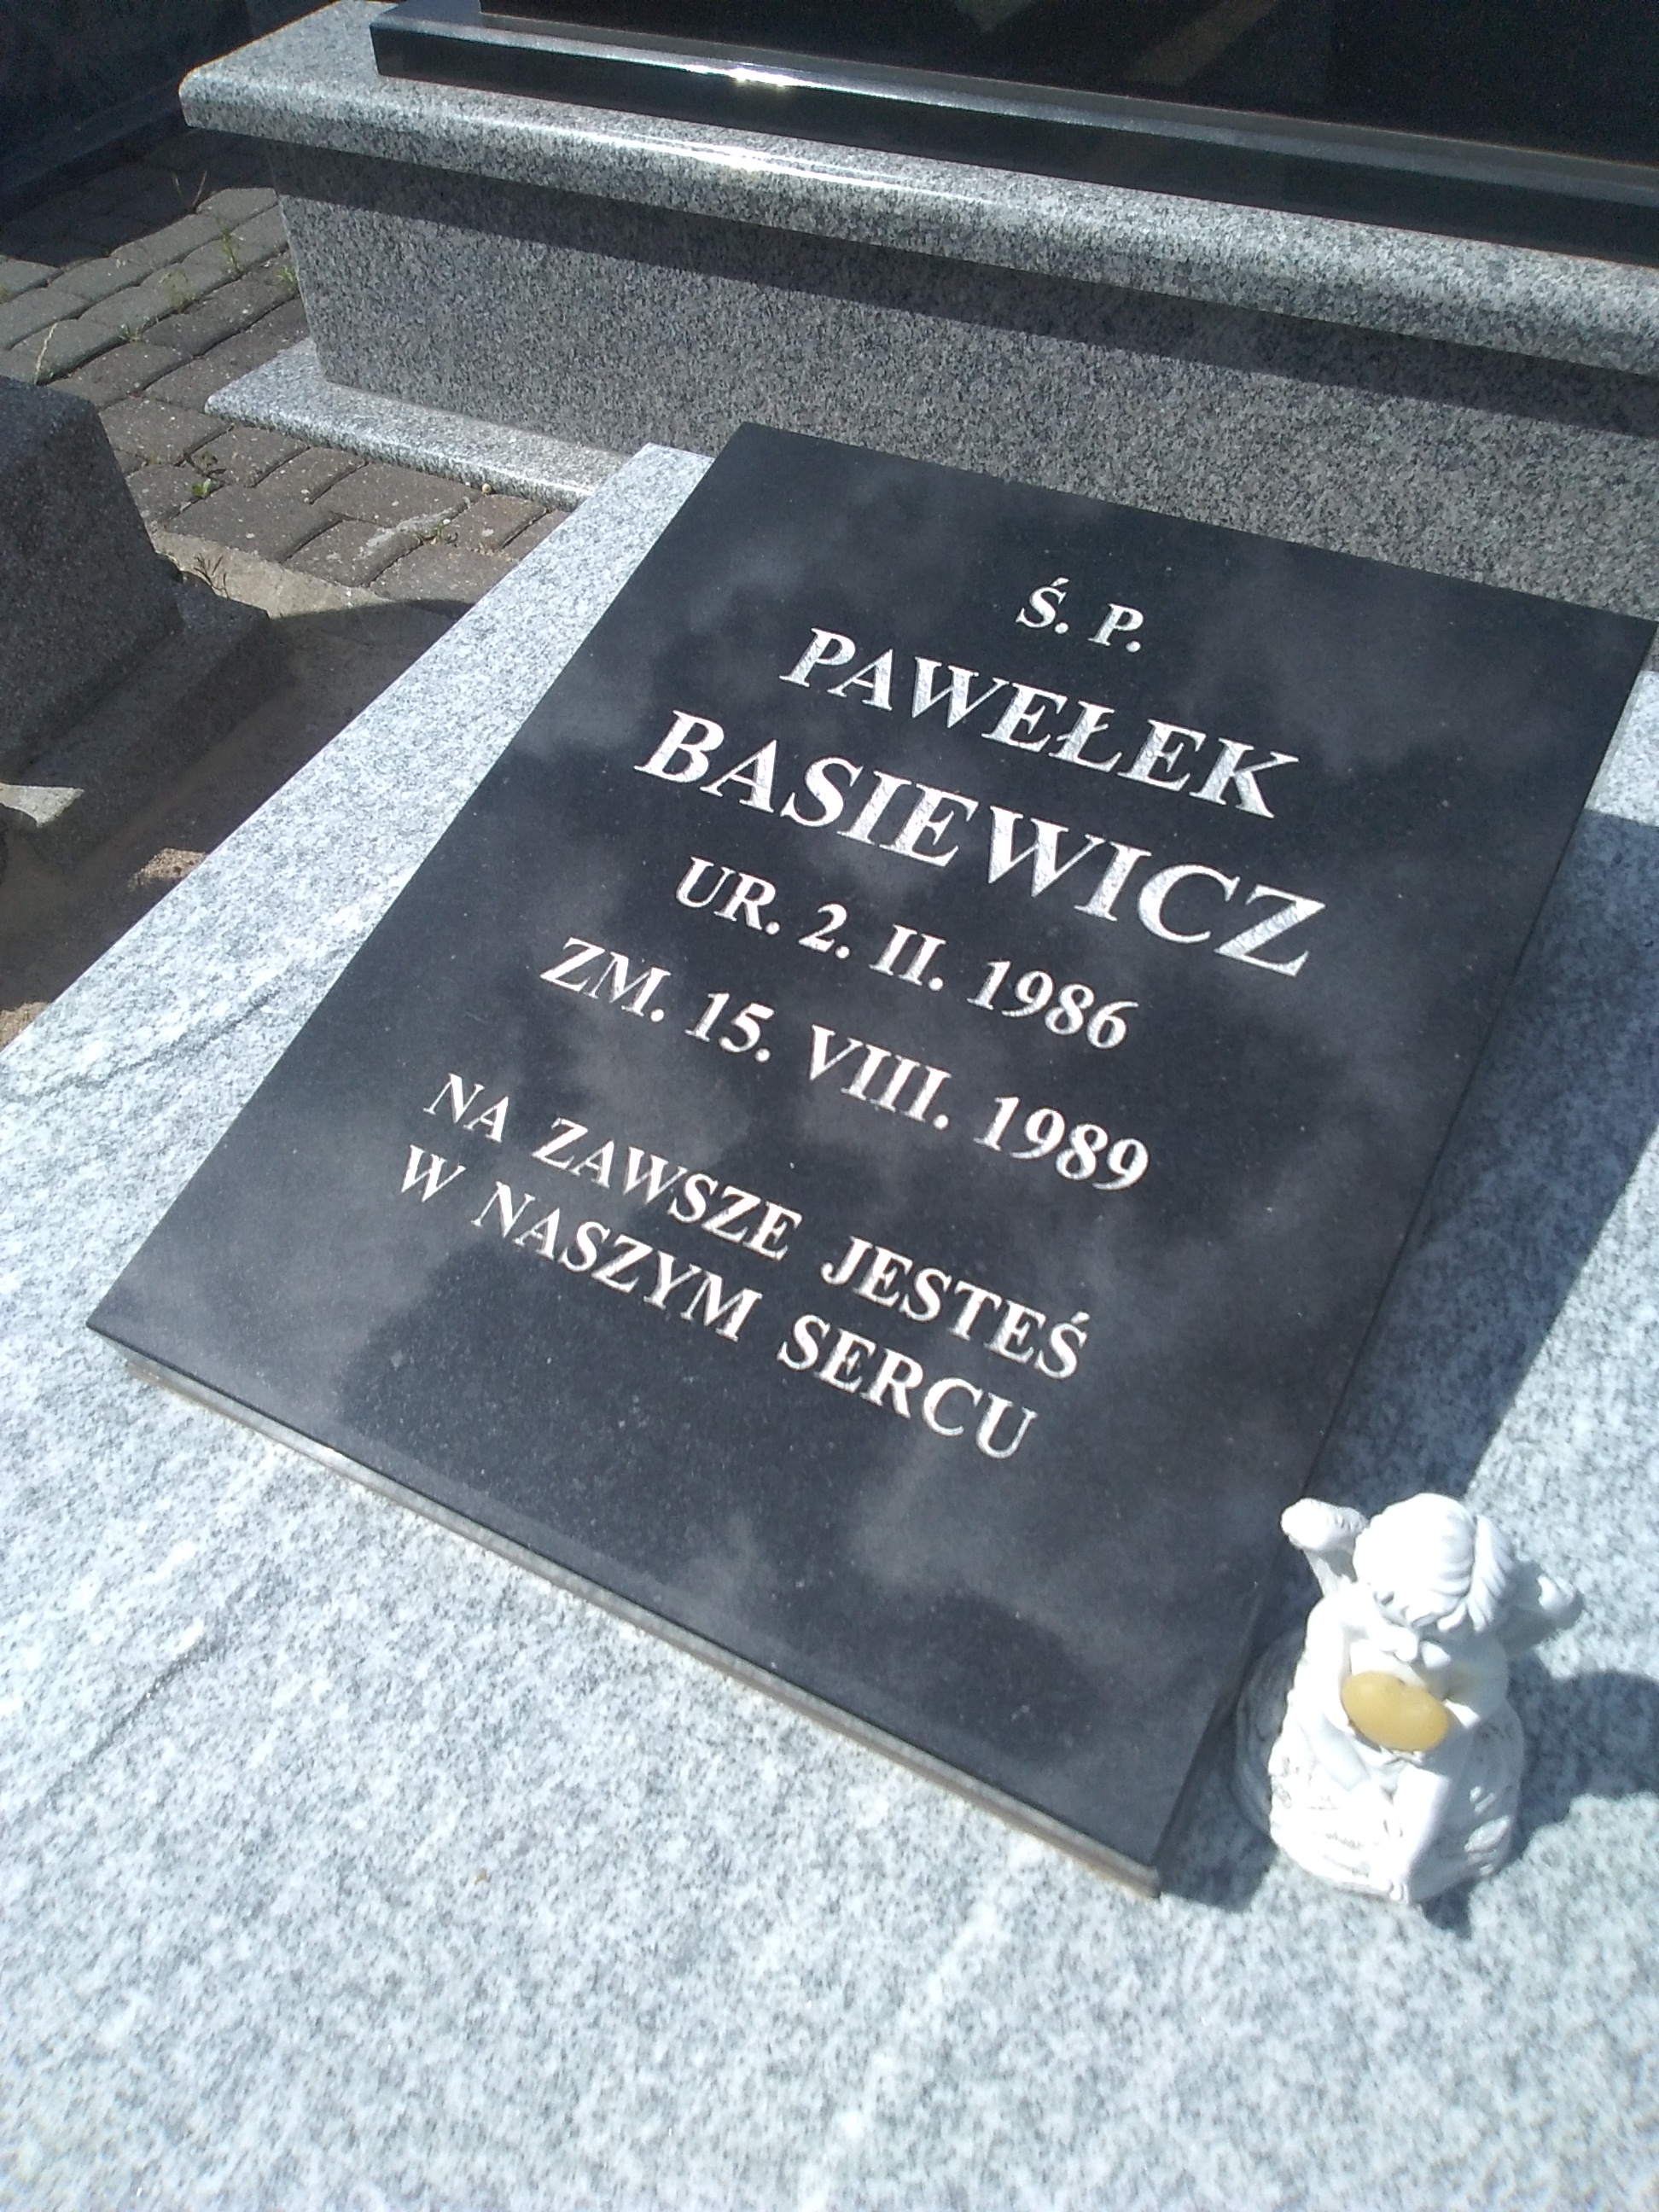 Ś. P.
PAWEŁEK
BASIEWICZ
UR. 2. II. 1986
ZM. 15. VIII. 1989
NA ZAWSZE JESTEŚ
W NASZYM SERCU